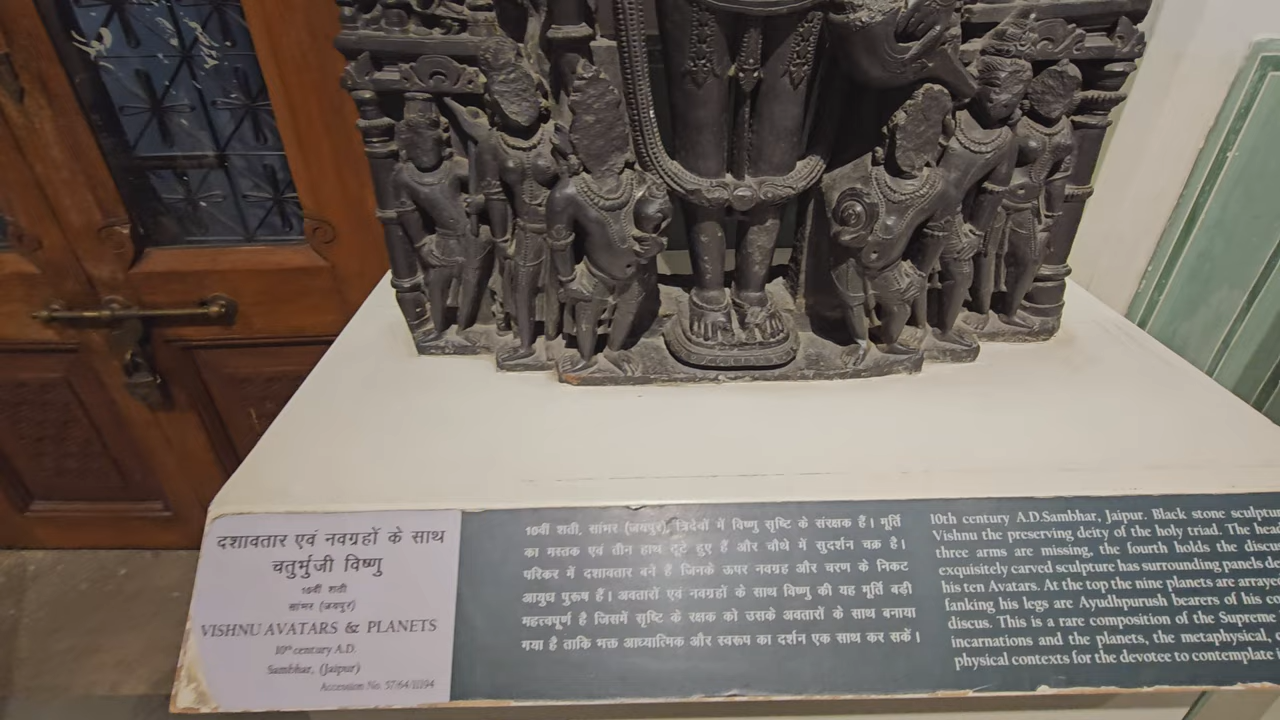 दशावतार एवं नवग्रहों के साथ
चतुर्मुजी विष्णु
10वीं शती
सांभर (जयपुर)
VISHNU AVATARS & PLANETS
10th century A.D.
Sambhar, (Jaipur)
Accession No. 57/64/11194
10वीं शती, सांभर (जयपुर), त्रिदेवों में विष्णु सृष्टि के संरक्षक हैं। मूर्ति
का मस्तक एवं तीन हाथ टूटे हुए हैं और चौथे में सुदर्शन चक्र है।
परिकर में दशावतार बने हैं जिनके ऊपर नवग्रह और चरण के निकट
आयुध पुरूष हैं। अवतारों एवं नवग्रहों के साथ विष्णु की यह मूर्ति बड़ी
महत्त्वपूर्ण है जिसमें सृष्टि के रक्षक को उसके अवतारों के साथ बनाया
गया है ताकि भक्त आध्यात्मिक और स्वरूप का दर्शन एक साथ कर सकें।
10th century A.D.Sambhar, Jaipur. Black stone
Vishnu the preserving deity of the holy triad. The
three arms are missing, the fourth holds the
exquisitely carved sculpture has surrounding panels
his ten Avatars. At the top the nine planets are
fanking his legs are Ayudhpurush bearers of his
discus. This is a rare composition of the Supreme
incarnations and the planets, the metaphysical,
physical contexts for the devotee to contemplate